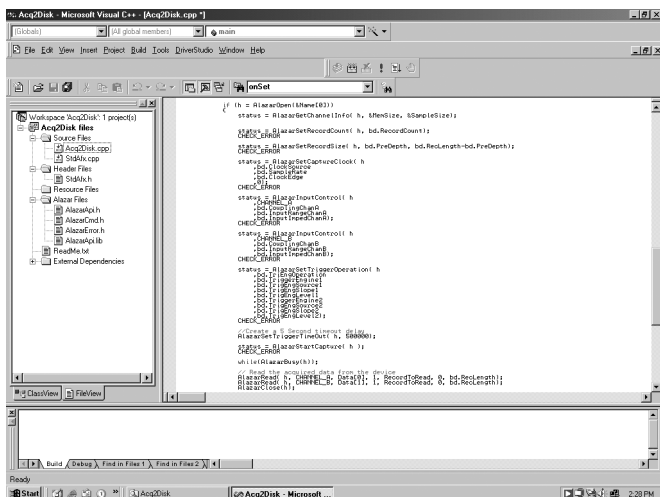 Acq2Disk - Microsoft Visual C++ - [Acq2Disk.cpp *]
(Globals)
(All global members)
main
File Edit View Insert Project Build Tools DriverStudio Window Help
onSet
Workspace 'Acq2Disk': 1 project(s)
Acq2Disk files
Source Files
Acq2Disk.cpp
StdAfx.cpp
Header Files
StdAfx.h
Resource Files
Alazar Files
AlazarApi.h
AlazarCmd.h
AlazarError.h
AlazarApi.lib
ReadMe.txt
External Dependencies
ClassView
FileView
if (h = AlazarOpen(&Name[0]))
{
status = AlazarGetChannelInfo( h, &MemSize, &SampleSize);
status = AlazarSetRecordCount( h, bd.RecordCount);
CHECK_ERROR
status = AlazarSetRecordSize( h, bd.PreDepth, bd.RecLength-bd.PreDepth);
CHECK_ERROR
status = AlazarSetCaptureClock( h
,bd.ClockSource
,bd.SampleRate
,bd.ClockEdge
,0);
CHECK_ERROR
status = AlazarInputControl( h
,CHANNEL_A
,bd.CouplingChanA
,bd.InputRangeChanA
,bd.InputImpedChanA);
CHECK_ERROR
status = AlazarInputControl( h
,CHANNEL_B
,bd.CouplingChanB
,bd.InputRangeChanB
,bd.InputImpedChanB);
CHECK_ERROR
status = AlazarSetTriggerOperation( h
,bd.TrigEngOperation
,bd.TriggerEngine1
,bd.TrigEngSource1
,bd.TrigEngSlope1
,bd.TrigEngLevel1
,bd.TriggerEngine2
,bd.TrigEngSource2
,bd.TrigEngSlope2
,bd.TrigEngLevel2);
CHECK_ERROR
//Create a 5 Second timeout delay
AlazarSetTriggerTimeOut( h, 500000);
status = AlazarStartCapture( h );
CHECK_ERROR
while(AlazarBusy(h));
// Read the acquired data from the device
AlazarRead( h, CHANNEL_A, Data[0], 1, RecordToRead, 0, bd.RecLength);
AlazarRead( h, CHANNEL_B, Data[1], 1, RecordToRead, 0, bd.RecLength);
AlazarClose(h);
Build
Debug
Find in Files 1
Find in Files 2
Ready
Start
Acq2Disk
Acq2Disk - Microsoft ...
2:28 PM